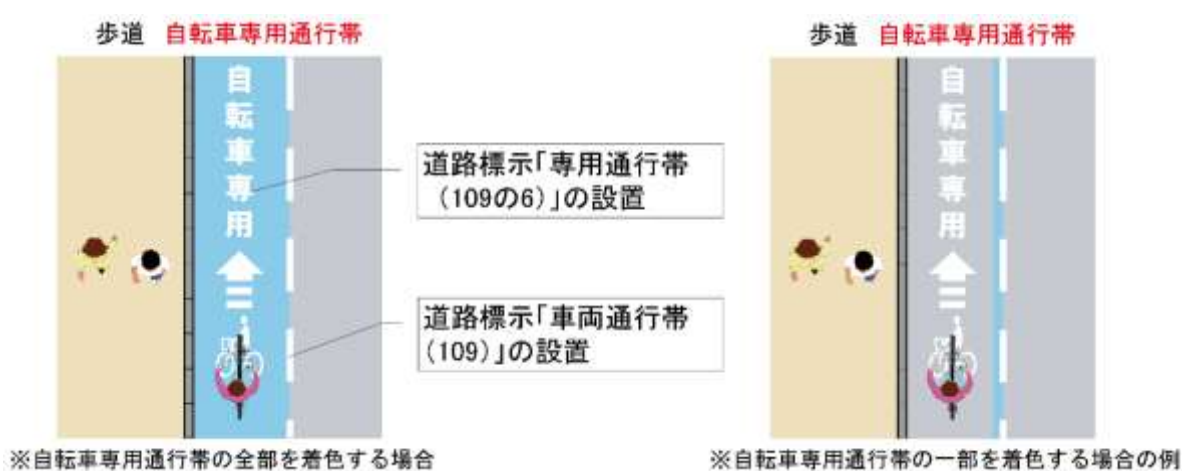 歩道 自転車専用通行帯
自転車専用
道路標示「専用通行帯
(109の6)」の設置
道路標示「車両通行帯
(109)」の設置
※自転車専用通行帯の全部を着色する場合
歩道 自転車専用通行帯
自転車専用
※自転車専用通行帯の一部を着色する場合の例